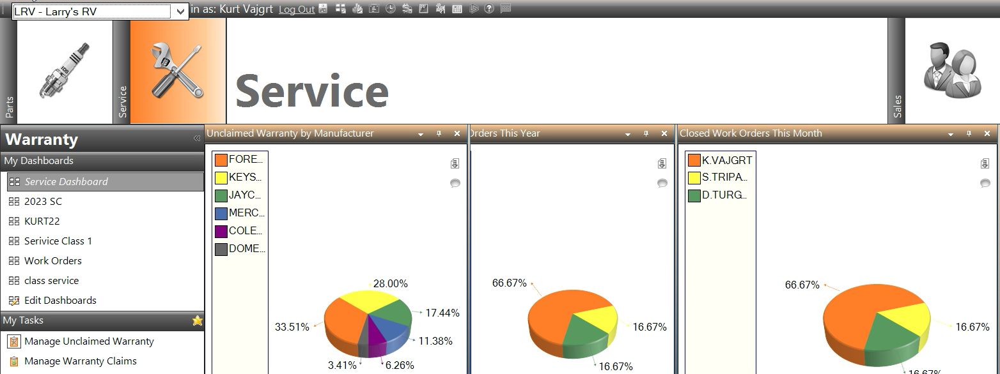 LRV - Larry's RV
in as: Kurt Vajgrt Log Out
Parts
IDS
Service
Service
Sales
Warranty
My Dashboards
Service Dashboard
2023 SC
KURT22
Serivice Class 1
Work Orders
class service
Edit Dashboards
My Tasks
Manage Unclaimed Warranty
Manage Warranty Claims
Unclaimed Warranty by Manufacturer
FORE...
KEYS...
JAYC...
MERC...
COLE...
DOME...
28.00%
17.44%
33.51%
11.38%
3.41%
6.26%
Orders This Year
66.67%
16.67%
16.67%
Closed Work Orders This Month
K.VAJGRT
S.TRIPA...
D.TURG...
66.67%
16.67%
16.67%